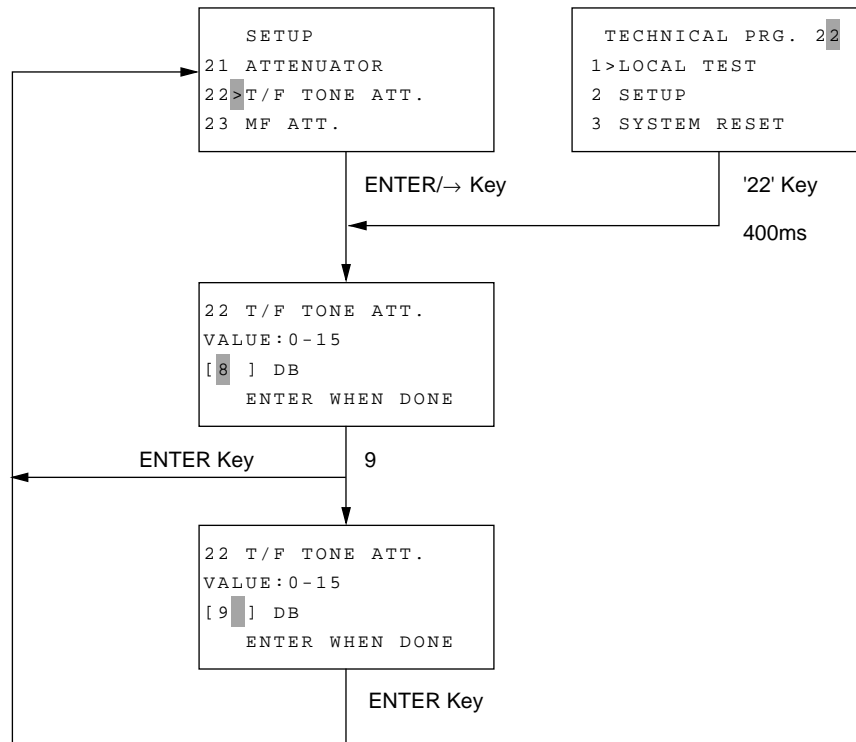 SETUP
21 ATTENUATOR
22>T/F TONE ATT.
23 MF ATT.
TECHNICAL PRG. 22
1>LOCAL TEST
2 SETUP
3 SYSTEM RESET
ENTER/→ Key
'22' Key
400ms
22 T/F TONE ATT.
VALUE:0-15
[8 ] DB
ENTER WHEN DONE
ENTER Key
9
22 T/F TONE ATT.
VALUE:0-15
[9 ] DB
ENTER WHEN DONE
ENTER Key